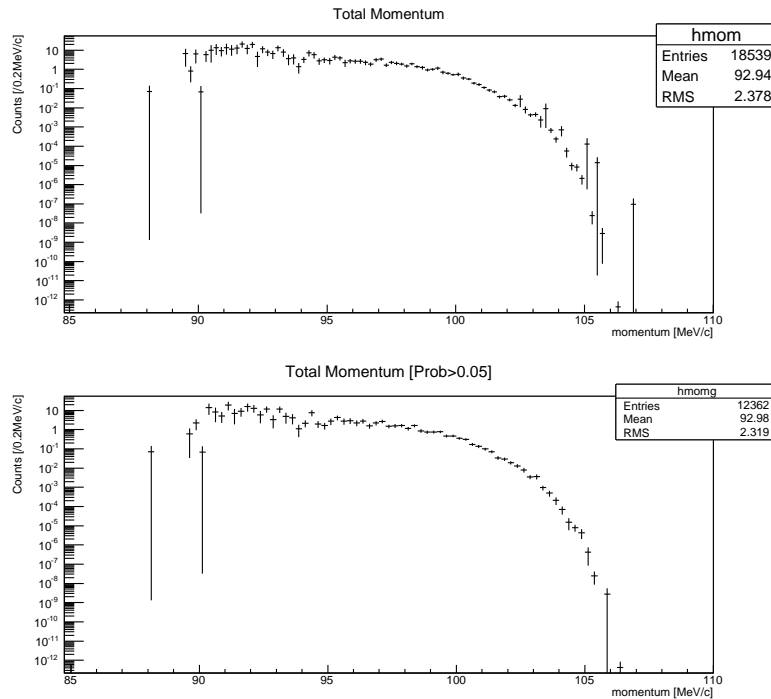 Total Momentum
hmom
Entries 18539
Mean 92.94
RMS 2.378
Counts [/0.2MeV/c]
10
1
10^-1
10^-2
10^-3
10^-4
10^-5
10^-6
10^-7
10^-8
10^-9
10^-10
10^-11
10^-12
85 90 95 100 105 110
momentum [MeV/c]
Total Momentum [Prob>0.05]
hmomg
Entries 12362
Mean 92.98
RMS 2.319
Counts [/0.2MeV/c]
10
1
10^-1
10^-2
10^-3
10^-4
10^-5
10^-6
10^-7
10^-8
10^-9
10^-10
10^-11
10^-12
85 90 95 100 105 110
momentum [MeV/c]